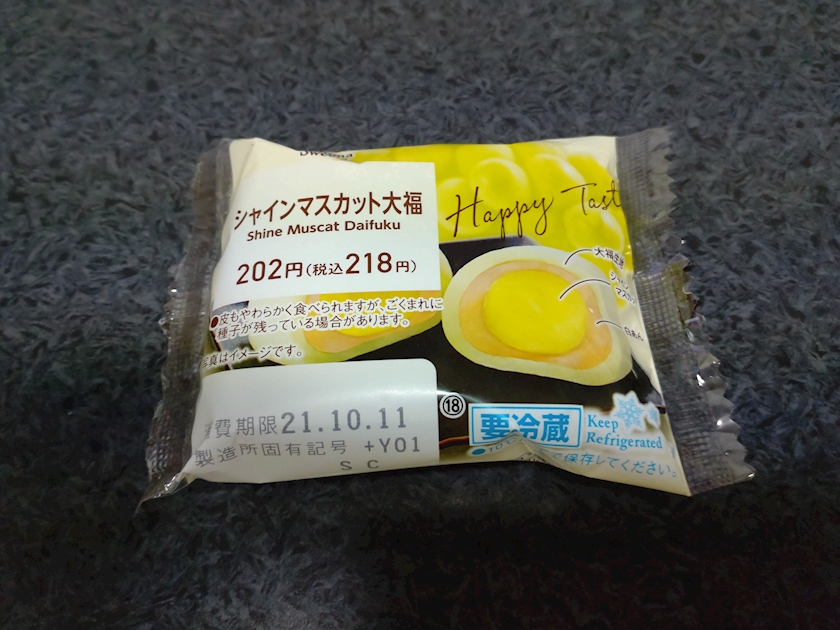 シャインマスカット大福
Shine Muscat Daifuku
202円(税込218円)
Happy
●皮もやわらかく食べられますが、ごくまれに
種子が残っている場合があります。
写真はイメージです。
消費期限21.10.11
製造所固有記号 +Y01
S C
⑱
要冷蔵
Keep
Refrigerated
保存してください。
白あん